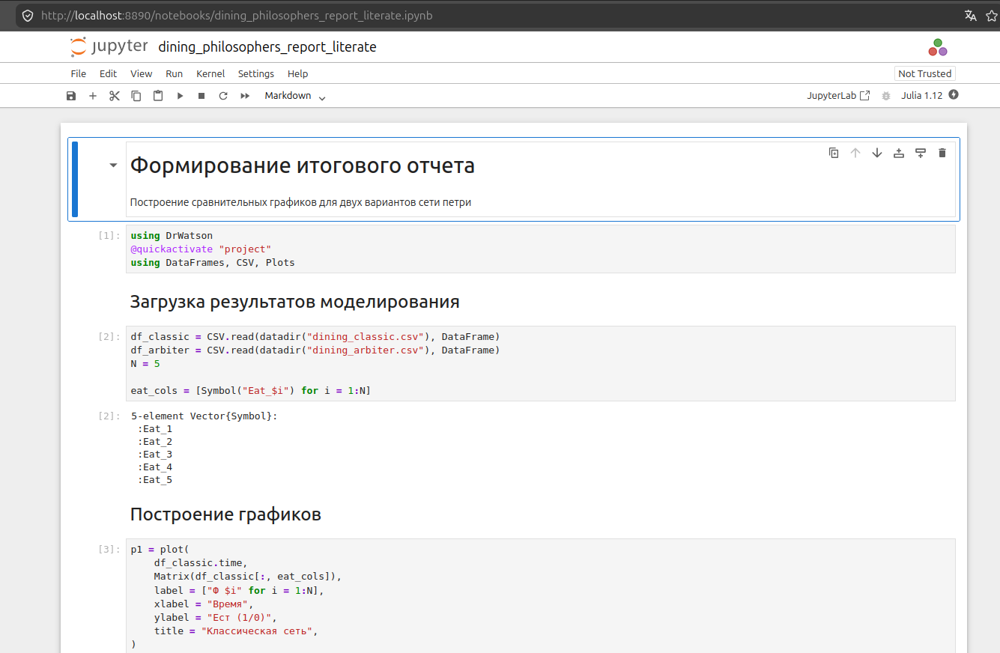 http://localhost:8890/notebooks/dining_philosophers_report_literate.ipynb
jupyter dining_philosophers_report_literate
File Edit View Run Kernel Settings Help Not Trusted
Markdown JupyterLab Julia 1.12
Формирование итогового отчета
Построение сравнительных графиков для двух вариантов сети петри
[1]: using DrWatson
@quickactivate "project"
using DataFrames, CSV, Plots
Загрузка результатов моделирования
[2]: df_classic = CSV.read(datadir("dining_classic.csv"), DataFrame)
df_arbiter = CSV.read(datadir("dining_arbiter.csv"), DataFrame)
N = 5
eat_cols = [Symbol("Eat_$i") for i = 1:N]
[2]: 5-element Vector{Symbol}:
:Eat_1
:Eat_2
:Eat_3
:Eat_4
:Eat_5
Построение графиков
[3]: p1 = plot(
df_classic.time,
Matrix(df_classic[:, eat_cols]),
label = ["Ф $i" for i = 1:N],
xlabel = "Время",
ylabel = "Ест (1/0)",
title = "Классическая сеть",
)